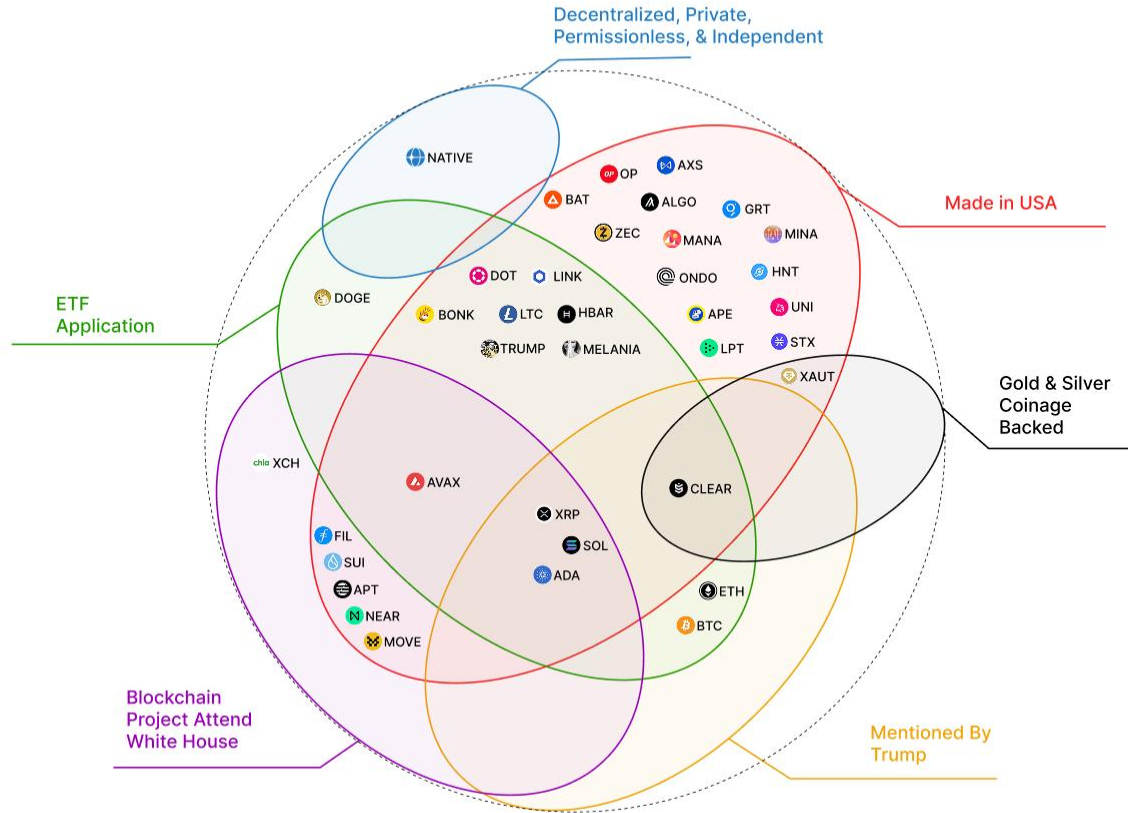 Decentralized, Private,
Permissionless, & Independent
NATIVE
OP
AXS
BAT
ALGO
GRT
Made in USA
ZEC
MANA
MINA
DOT
LINK
ONDO
HNT
ETF
Application
DOGE
BONK
LTC
HBAR
APE
UNI
TRUMP
MELANIA
LPT
STX
XAUT
Gold & Silver
Coinage
Backed
chia XCH
AVAX
CLEAR
XRP
FIL
SOL
SUI
ADA
APT
ETH
NEAR
BTC
MOVE
Blockchain
Project Attend
White House
Mentioned By
Trump